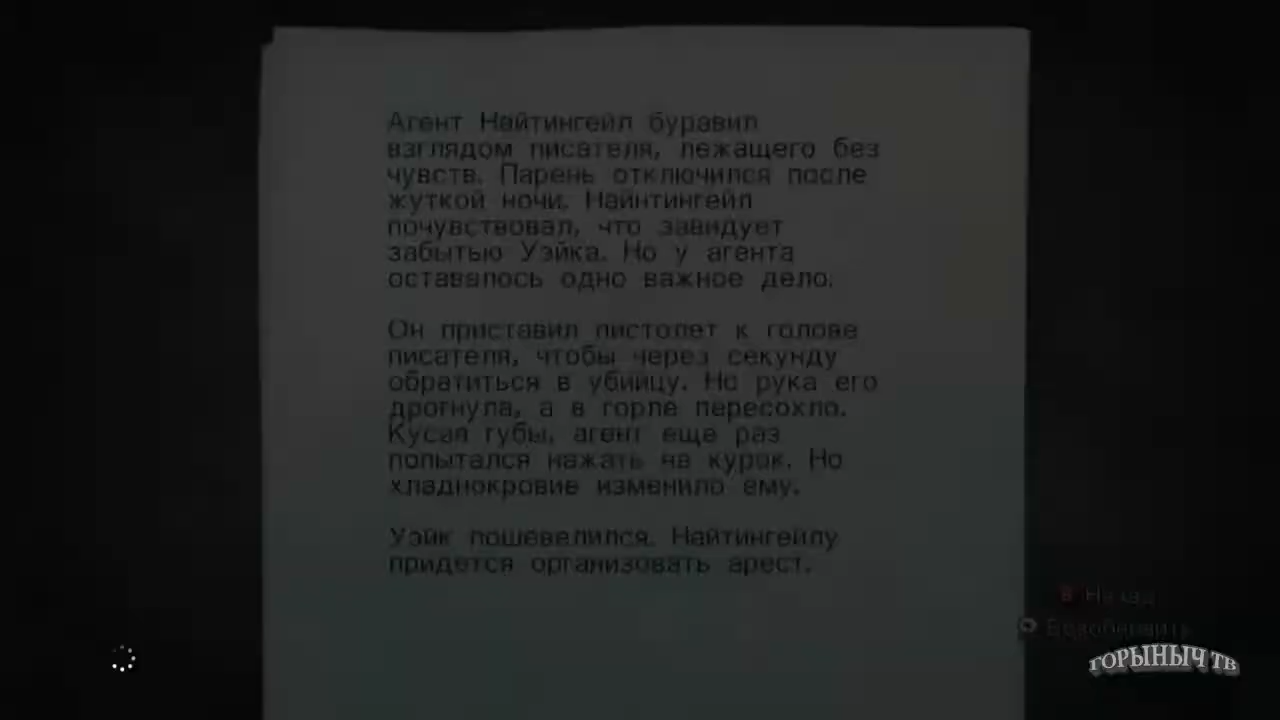 Агент Найтингейл буравил
взглядом писателя, лежащего без
чувств. Парень отключился после
жуткой ночи. Найнтингейл
почувствовал, что завидует
забытью Уэйка. Но у агента
оставалось одно важное дело.
Он приставил пистолет к голове
писателя, чтобы через секунду
обратиться в убийцу. Но рука его
дрогнула, а в горле пересохло.
Кусая губы, агент еще раз
попытался нажать на курок. Но
хладнокровие изменило ему.
Уэйк пошевелился. Найтингейлу
придется организовать арест.
B Назад
Возобновить
ГОРЫНЫЧ ТВ